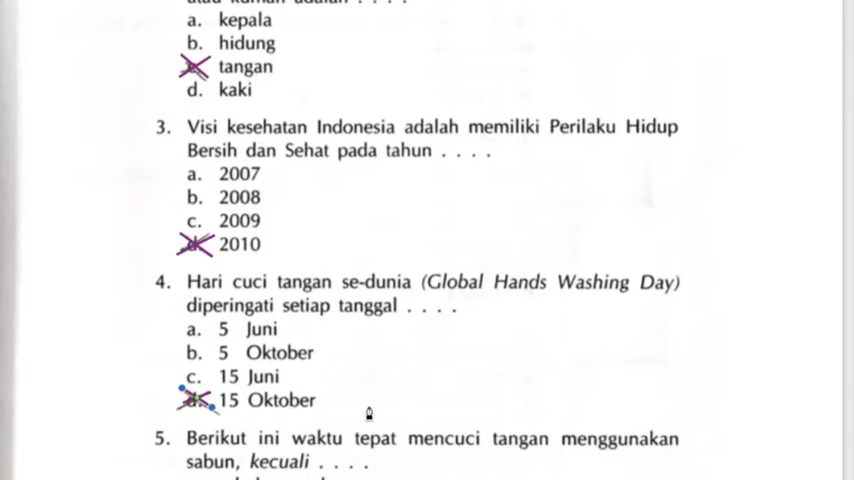 a. kepala
b. hidung
tangan
d. kaki
3. Visi kesehatan Indonesia adalah memiliki Perilaku Hidup
Bersih dan Sehat pada tahun . . . .
a. 2007
b. 2008
c. 2009
d. 2010
4. Hari cuci tangan se-dunia (Global Hands Washing Day)
diperingati setiap tanggal . . . .
a. 5 Juni
b. 5 Oktober
c. 15 Juni
d. 15 Oktober
5. Berikut ini waktu tepat mencuci tangan menggunakan
sabun, kecuali . . . .